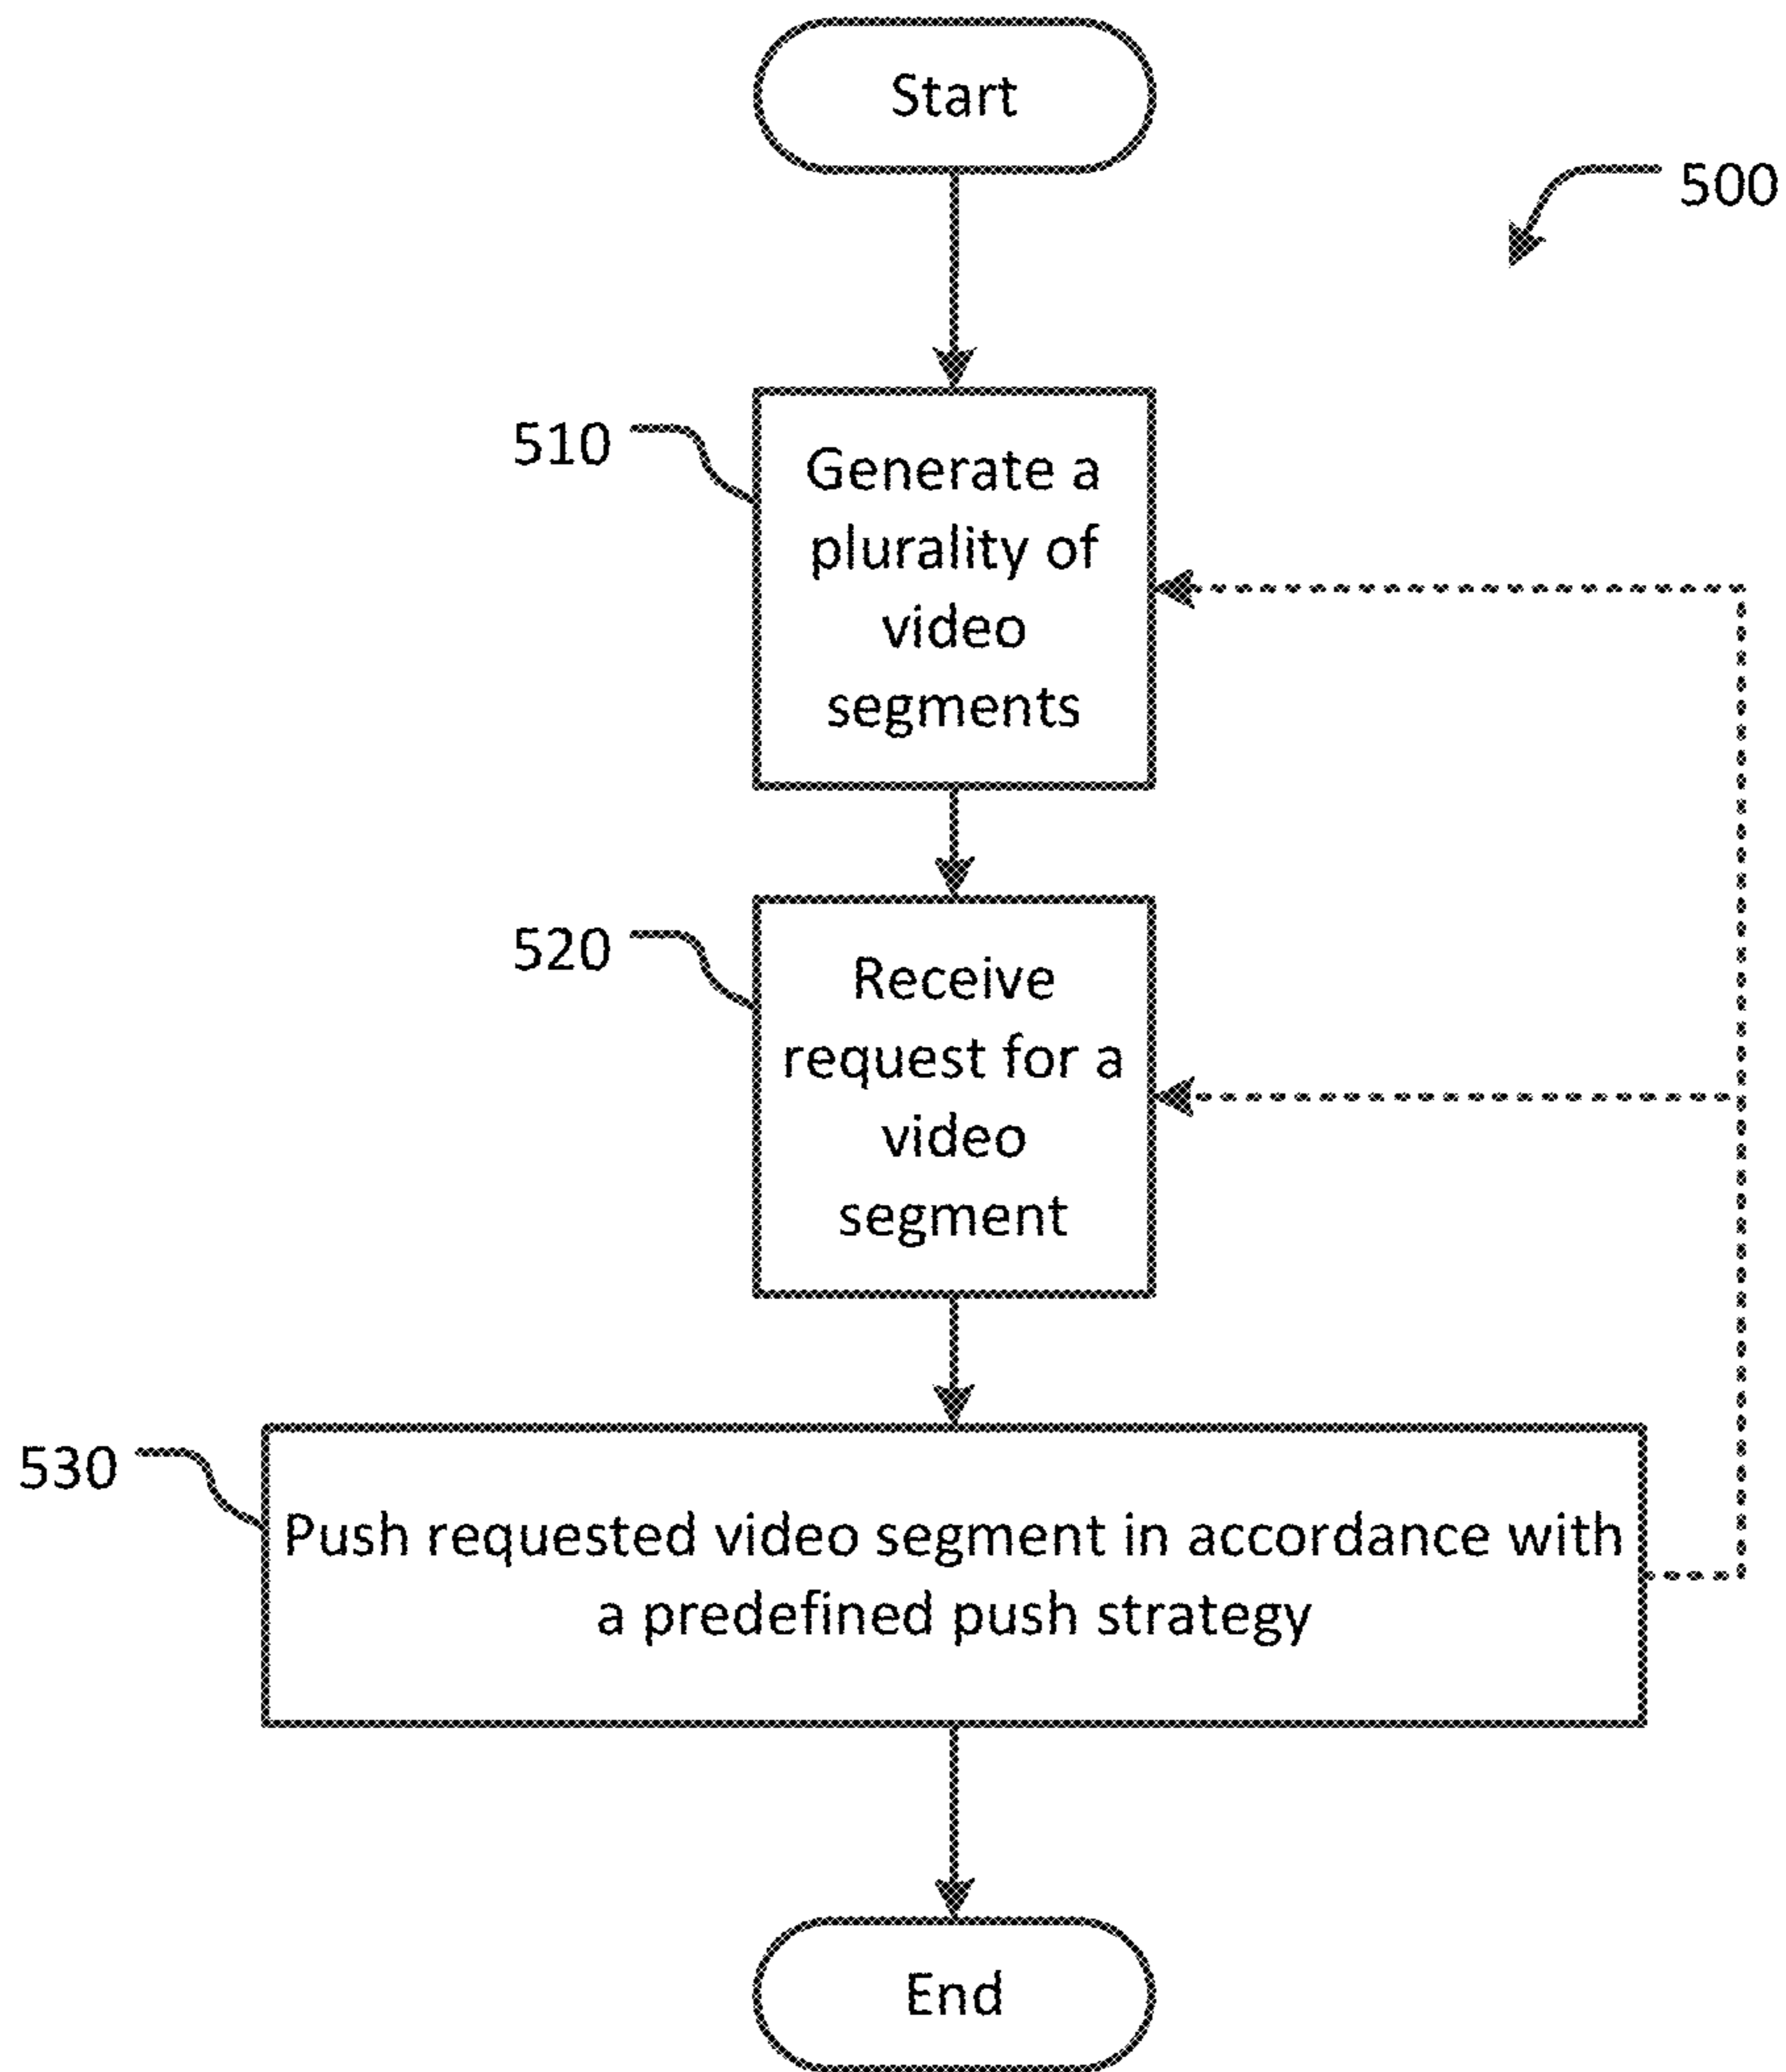 Start
500
510
Generate a
plurality of
video
segments
520
Receive
request for a
video
segment
530
Push requested video segment in accordance with
a predefined push strategy
End